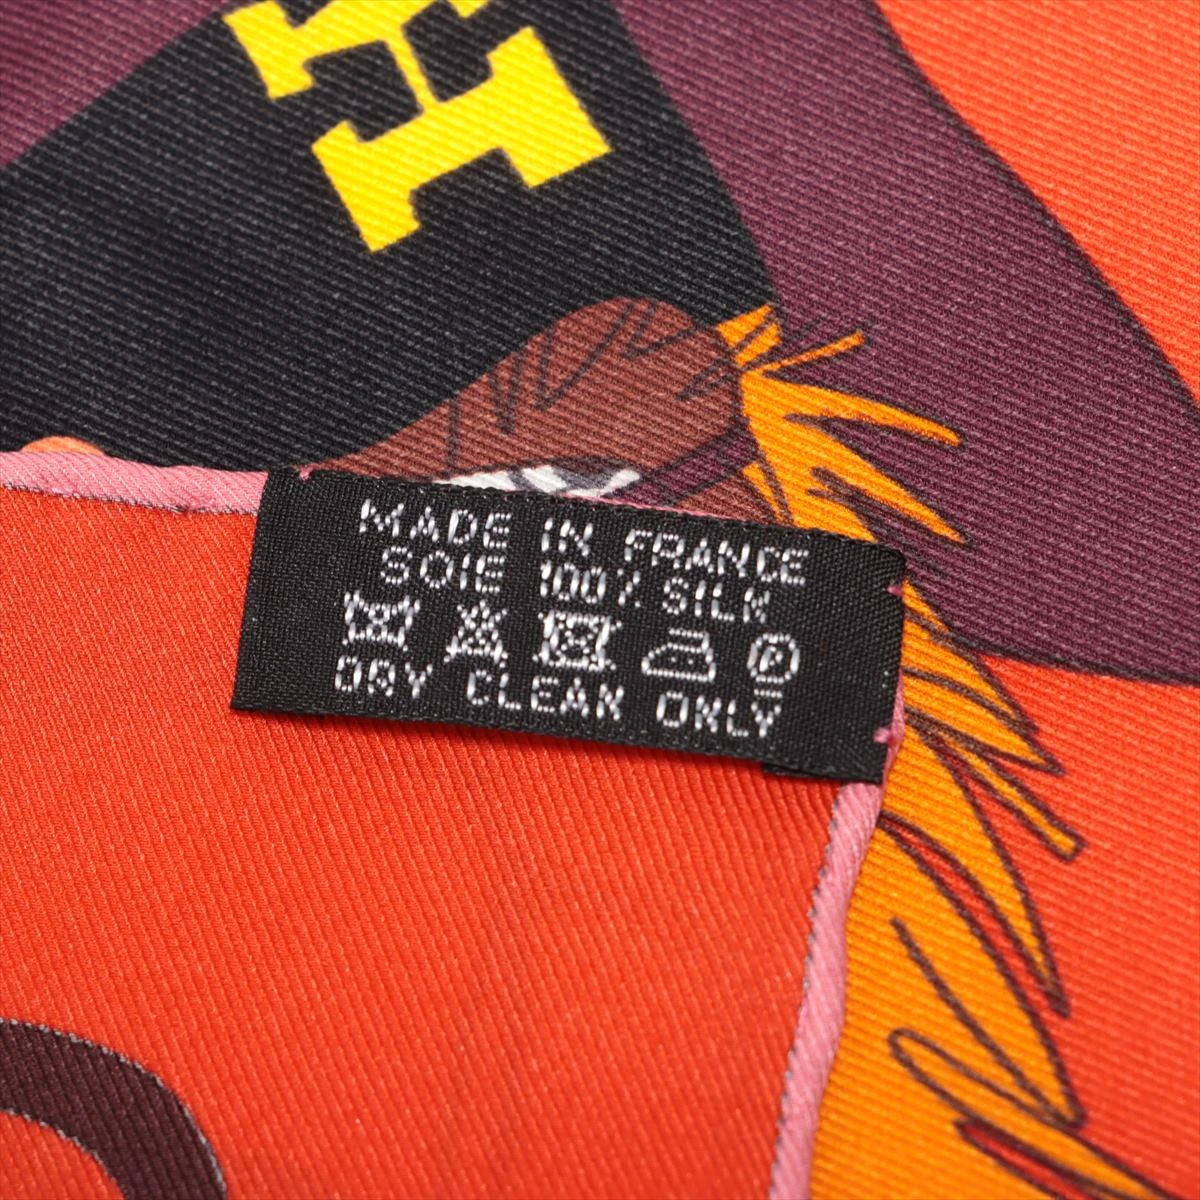 H
MADE IN FRANCE
SOIE 100% SILK
P
DRY CLEAN ONLY